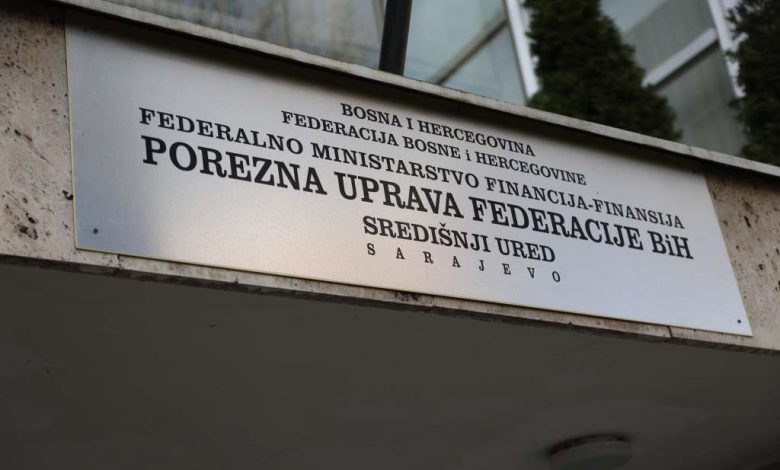 BOSNA I HERCEGOVINA
FEDERACIJA BOSNE i HERCEGOVINE
FEDERALNO MINISTARSTVO FINANCIJA-FINANSIJA
POREZNA UPRAVA FEDERACIJE BiH
SREDIŠNJI URED
SARAJEVO